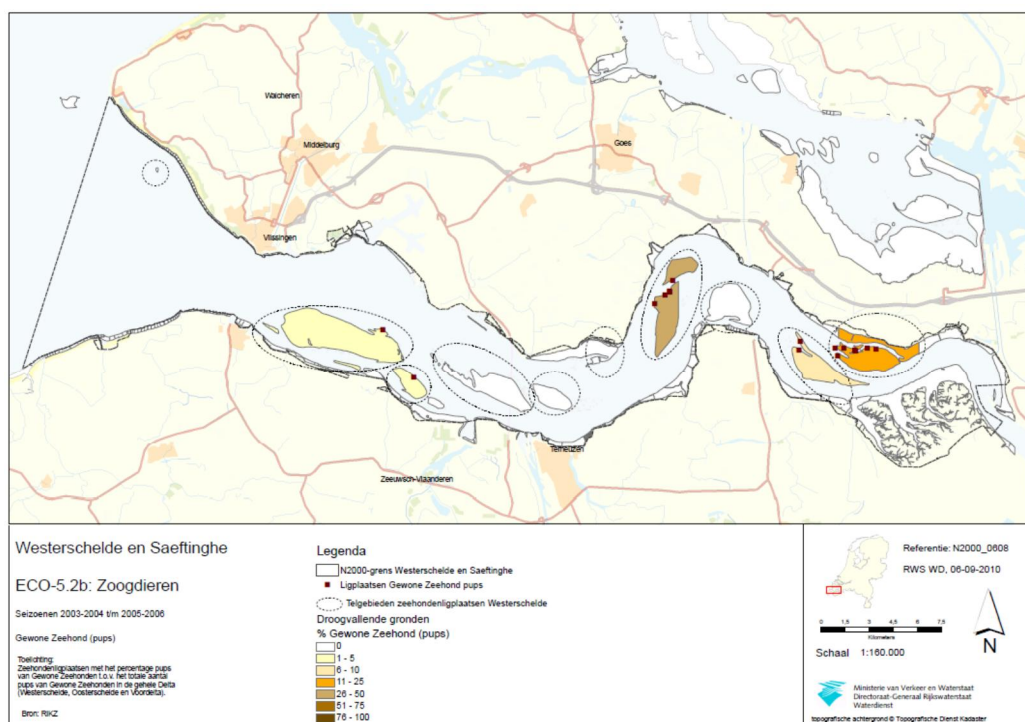 Walcheren
Middelburg
Goes
Vlissingen
Terneuzen
Zeeuwsch-Vlaanderen
Westerschelde en Saeftinghe
ECO-5.2b: Zoogdieren
Seizoenen 2003-2004 t/m 2005-2006
Gewone Zeehond (pups)
Toelichting:
Zeehondenligplaatsen met het percentage pups
van Gewone Zeehonden t.o.v. het totale aantal
pups van Gewone Zeehonden in de gehele Delta
(Westerschelde, Oosterschelde en Voordelta).
Bron: RIKZ
Legenda
N2000-grens Westerschelde en Saeftinghe
Ligplaatsen Gewone Zeehond pups
Telgebieden zeehondenligplaatsen Westerschelde
Droogvallende gronden
% Gewone Zeehond (pups)
0
1 - 5
6 - 10
11 - 25
26 - 50
51 - 75
76 - 100
Referentie: N2000_0608
RWS WD, 06-09-2010
0 1,5 3 4,5 6 7,5
Kilometers
Schaal 1:160.000
N
Ministerie van Verkeer en Waterstaat
Directoraat-Generaal Rijkswaterstaat
Waterdienst
topografische achtergrond © Topografische Dienst Kadaster